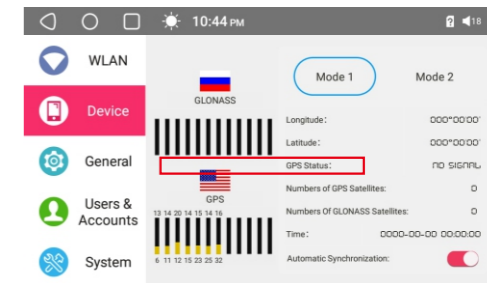 10:44 PM
? 18
WLAN
Device
General
Users &
Accounts
System
GLONASS
GPS
13 14 20 14 15 14 16
6 11 12 15 23 25 32
Mode 1 Mode 2
Longitude: 000°00'00'
Latitude: 000°00'00'
GPS Status: NO SIGNAL
Numbers of GPS Satellites: 0
Numbers Of GLONASS Satellites: 0
Time: 0000-00-00 00:00:00
Automatic Synchronization: